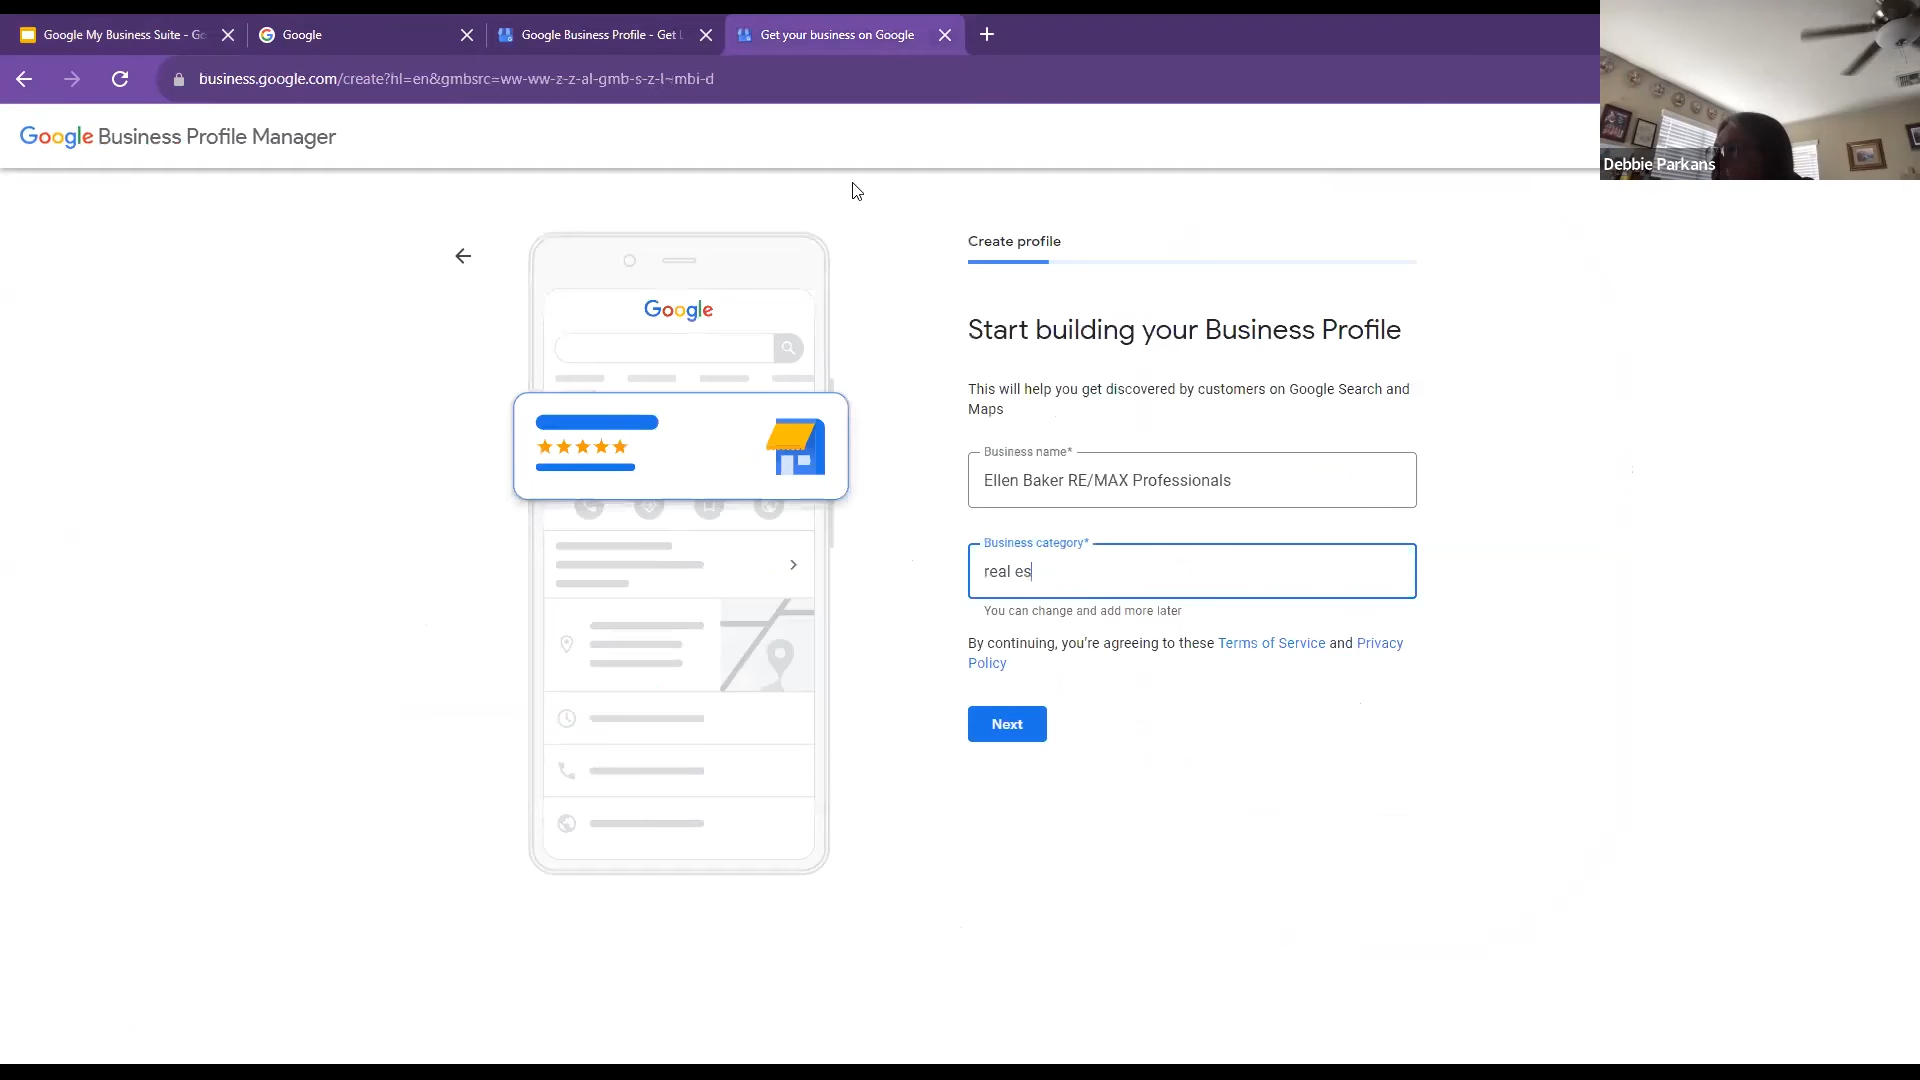 Google My Business Suite - Go
Google
Google Business Profile - Get L
Get your business on Google
business.google.com/create?hl=en&gmbsrc=ww-ww-z-z-al-gmb-s-z-l~mbi-d
Google Business Profile Manager
Debbie Parkans
Google
Create profile
Start building your Business Profile
This will help you get discovered by customers on Google Search and
Maps
Business name*
Ellen Baker RE/MAX Professionals
Business category*
real es
You can change and add more later
By continuing, you're agreeing to these Terms of Service and Privacy
Policy
Next